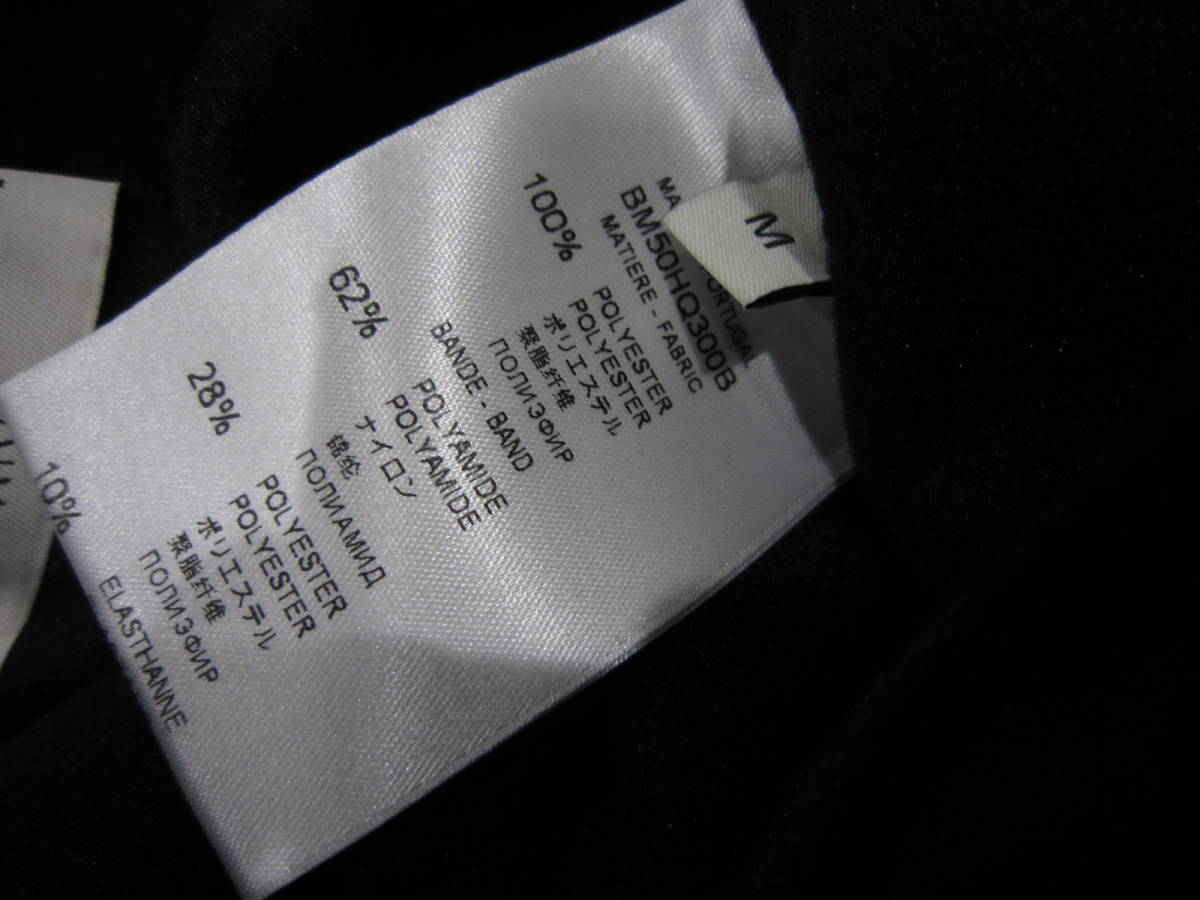 M
MA PORTUGAL
BM50HQ300B
MATIERE - FABRIC
100% POLYESTER
POLYESTER
ポリエステル
聚脂纤维
ПОЛИЭФИР
BANDE - BAND
62% POLYAMIDE
POLYAMIDE
ナイロン
锦纶
ПОЛИАМИД
28% POLYESTER
POLYESTER
ポリエステル
聚脂纤维
ПОЛИЭФИР
10% ELASTHANNE